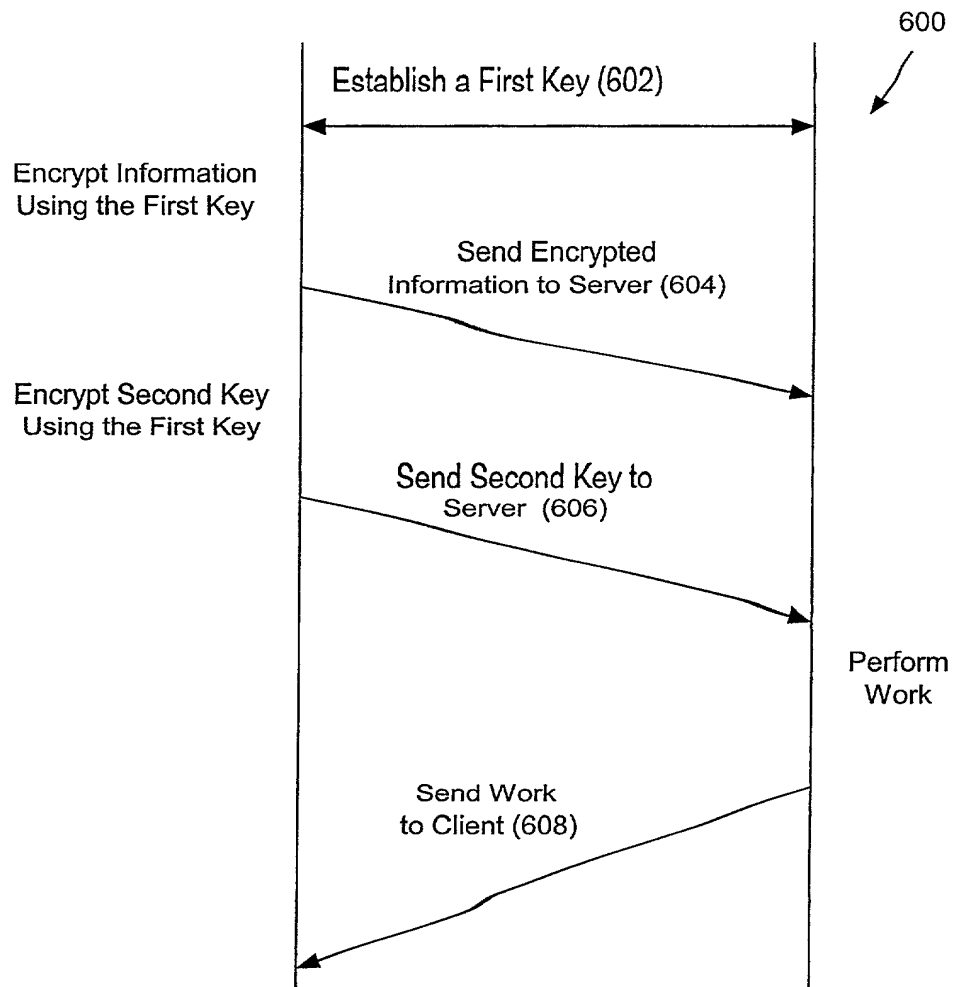 600
Establish a First Key (602)
Encrypt Information
Using the First Key
Send Encrypted
Information to Server (604)
Encrypt Second Key
Using the First Key
Send Second Key to
Server (606)
Perform
Work
Send Work
to Client (608)